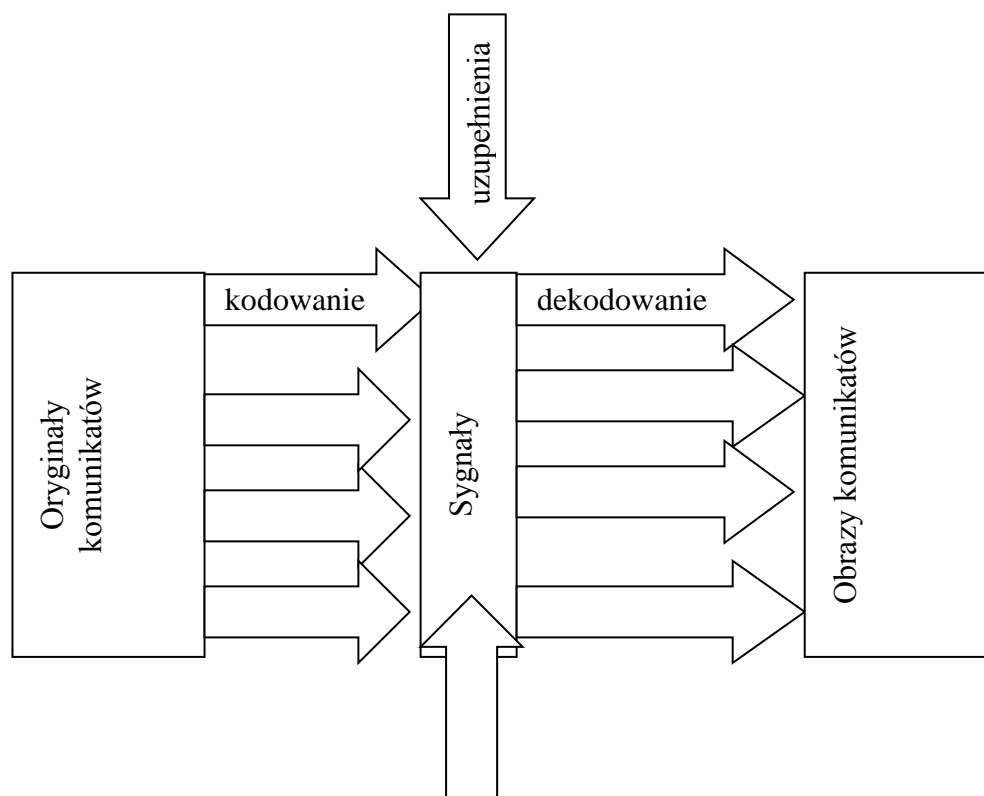 uzupełnienia
kodowanie
dekodowanie
Oryginały
komunikatów
Sygnały
Obrazy komunikatów